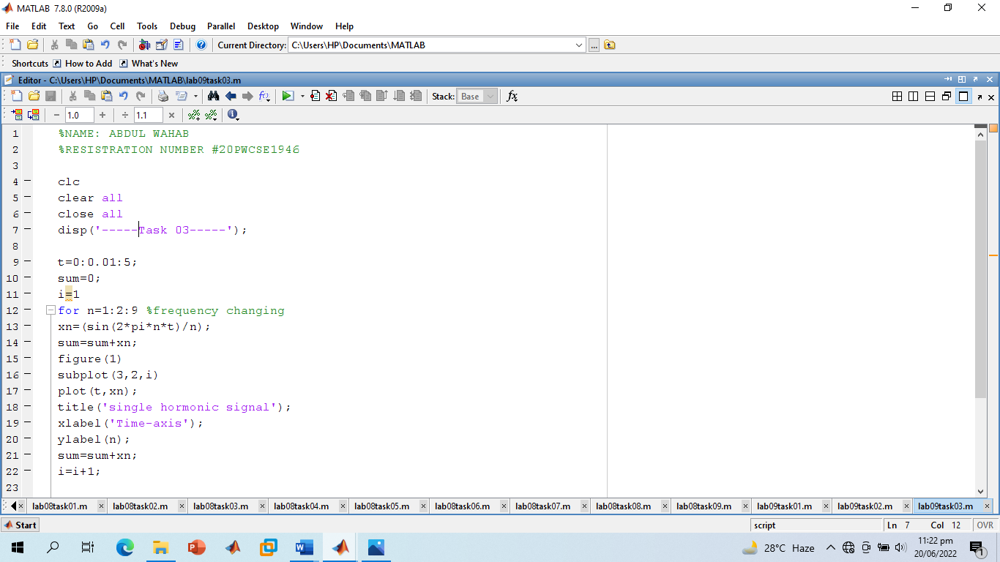 MATLAB 7.8.0 (R2009a)
File Edit Text Go Cell Tools Debug Parallel Desktop Window Help
Current Directory: C:\Users\HP\Documents\MATLAB ...
Shortcuts How to Add What's New
Editor - C:\Users\HP\Documents\MATLAB\lab09task03.m
Stack: Base fx
- 1.0 + ÷ 1.1 ×
1 %NAME: ABDUL WAHAB
2 %RESISTRATION NUMBER #20PWCSE1946
3
4 - clc
5 - clear all
6 - close all
7 - disp('-----Task 03-----');
8
9 - t=0:0.01:5;
10 - sum=0;
11 - i=1
12 - for n=1:2:9 %frequency changing
13 - xn=(sin(2*pi*n*t)/n);
14 - sum=sum+xn;
15 - figure(1)
16 - subplot(3,2,i)
17 - plot(t,xn);
18 - title('single hormonic signal');
19 - xlabel('Time-axis');
20 - ylabel(n);
21 - sum=sum+xn;
22 - i=i+1;
23
lab08task01.m lab08task02.m lab08task03.m lab08task04.m lab08task05.m lab08task06.m lab08task07.m lab08task08.m lab08task09.m lab09task01.m lab09task02.m lab09task03.m
Start script Ln 7 Col 12 OVR
28°C Haze 11:22 pm
20/06/2022 1